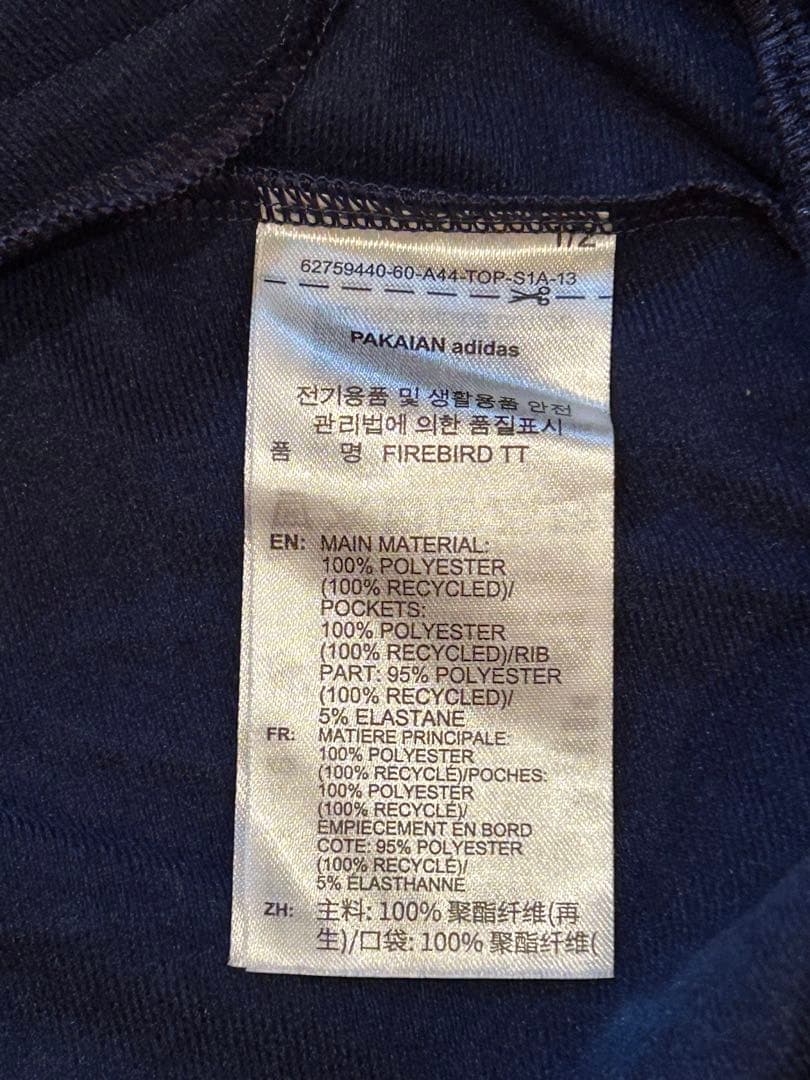 1/2
62759440-60-A44-TOP-S1A-13
PAKAIAN adidas
전기용품 및 생활용품 안전
관리법에 의한 품질표시
품 명 FIREBIRD TT
EN: MAIN MATERIAL:
100% POLYESTER
(100% RECYCLED)/
POCKETS:
100% POLYESTER
(100% RECYCLED)/RIB
PART: 95% POLYESTER
(100% RECYCLED)/
5% ELASTANE
FR: MATIERE PRINCIPALE:
100% POLYESTER
(100% RECYCLÉ)/POCHES:
100% POLYESTER
(100% RECYCLÉ)/
EMPIECEMENT EN BORD
COTE: 95% POLYESTER
(100% RECYCLÉ)/
5% ÉLASTHANNE
ZH: 主料: 100% 聚酯纤维(再
生)/口袋: 100% 聚酯纤维(